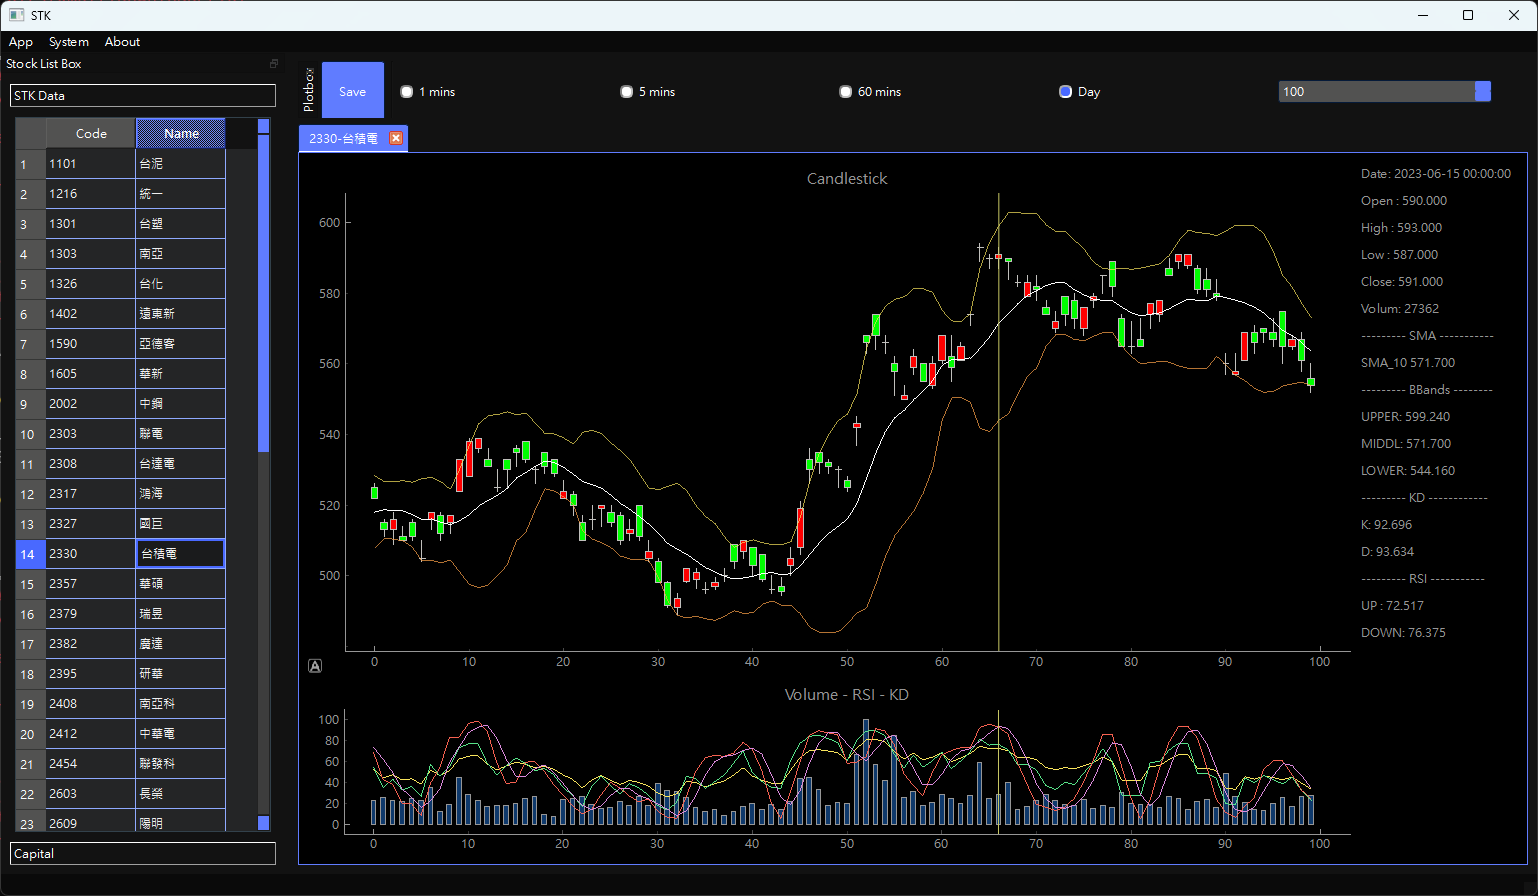 STK
App System About
Stock List Box
STK Data
Code Name
1 1101 台泥
2 1216 統一
3 1301 台塑
4 1303 南亞
5 1326 台化
6 1402 遠東新
7 1590 亞德客
8 1605 華新
9 2002 中鋼
10 2303 聯電
11 2308 台達電
12 2317 鴻海
13 2327 國巨
14 2330 台積電
15 2357 華碩
16 2379 瑞昱
17 2382 廣達
18 2395 研華
19 2408 南亞科
20 2412 中華電
21 2454 聯發科
22 2603 長榮
23 2609 陽明
Capital
Plotbox
Save
1 mins 5 mins 60 mins Day 100
2330-台積電
Candlestick
600
580
560
540
520
500
0 10 20 30 40 50 60 70 80 90 100
A
Volume - RSI - KD
100
80
60
40
20
0
0 10 20 30 40 50 60 70 80 90 100
Date: 2023-06-15 00:00:00
Open : 590.000
High : 593.000
Low : 587.000
Close: 591.000
Volum: 27362
--------- SMA -----------
SMA_10 571.700
--------- BBands --------
UPPER: 599.240
MIDDL: 571.700
LOWER: 544.160
--------- KD ------------
K: 92.696
D: 93.634
--------- RSI -----------
UP : 72.517
DOWN: 76.375